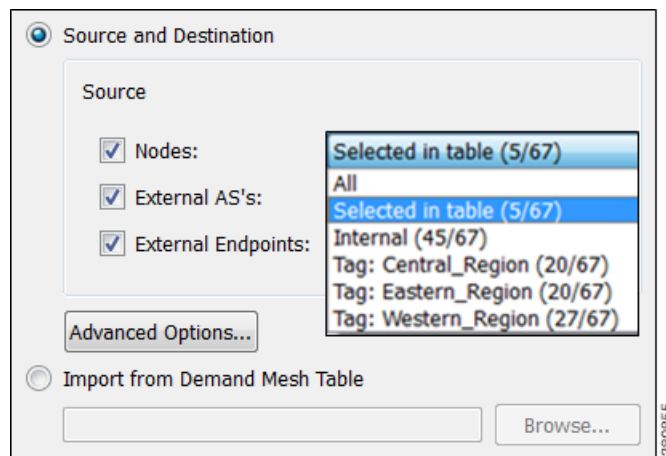 Source and Destination
Source
Nodes:
Selected in table (5/67)
All
External AS's:
Selected in table (5/67)
External Endpoints:
Internal (45/67)
Tag: Central_Region (20/67)
Tag: Eastern_Region (20/67)
Tag: Western_Region (27/67)
Advanced Options...
Import from Demand Mesh Table
Browse...